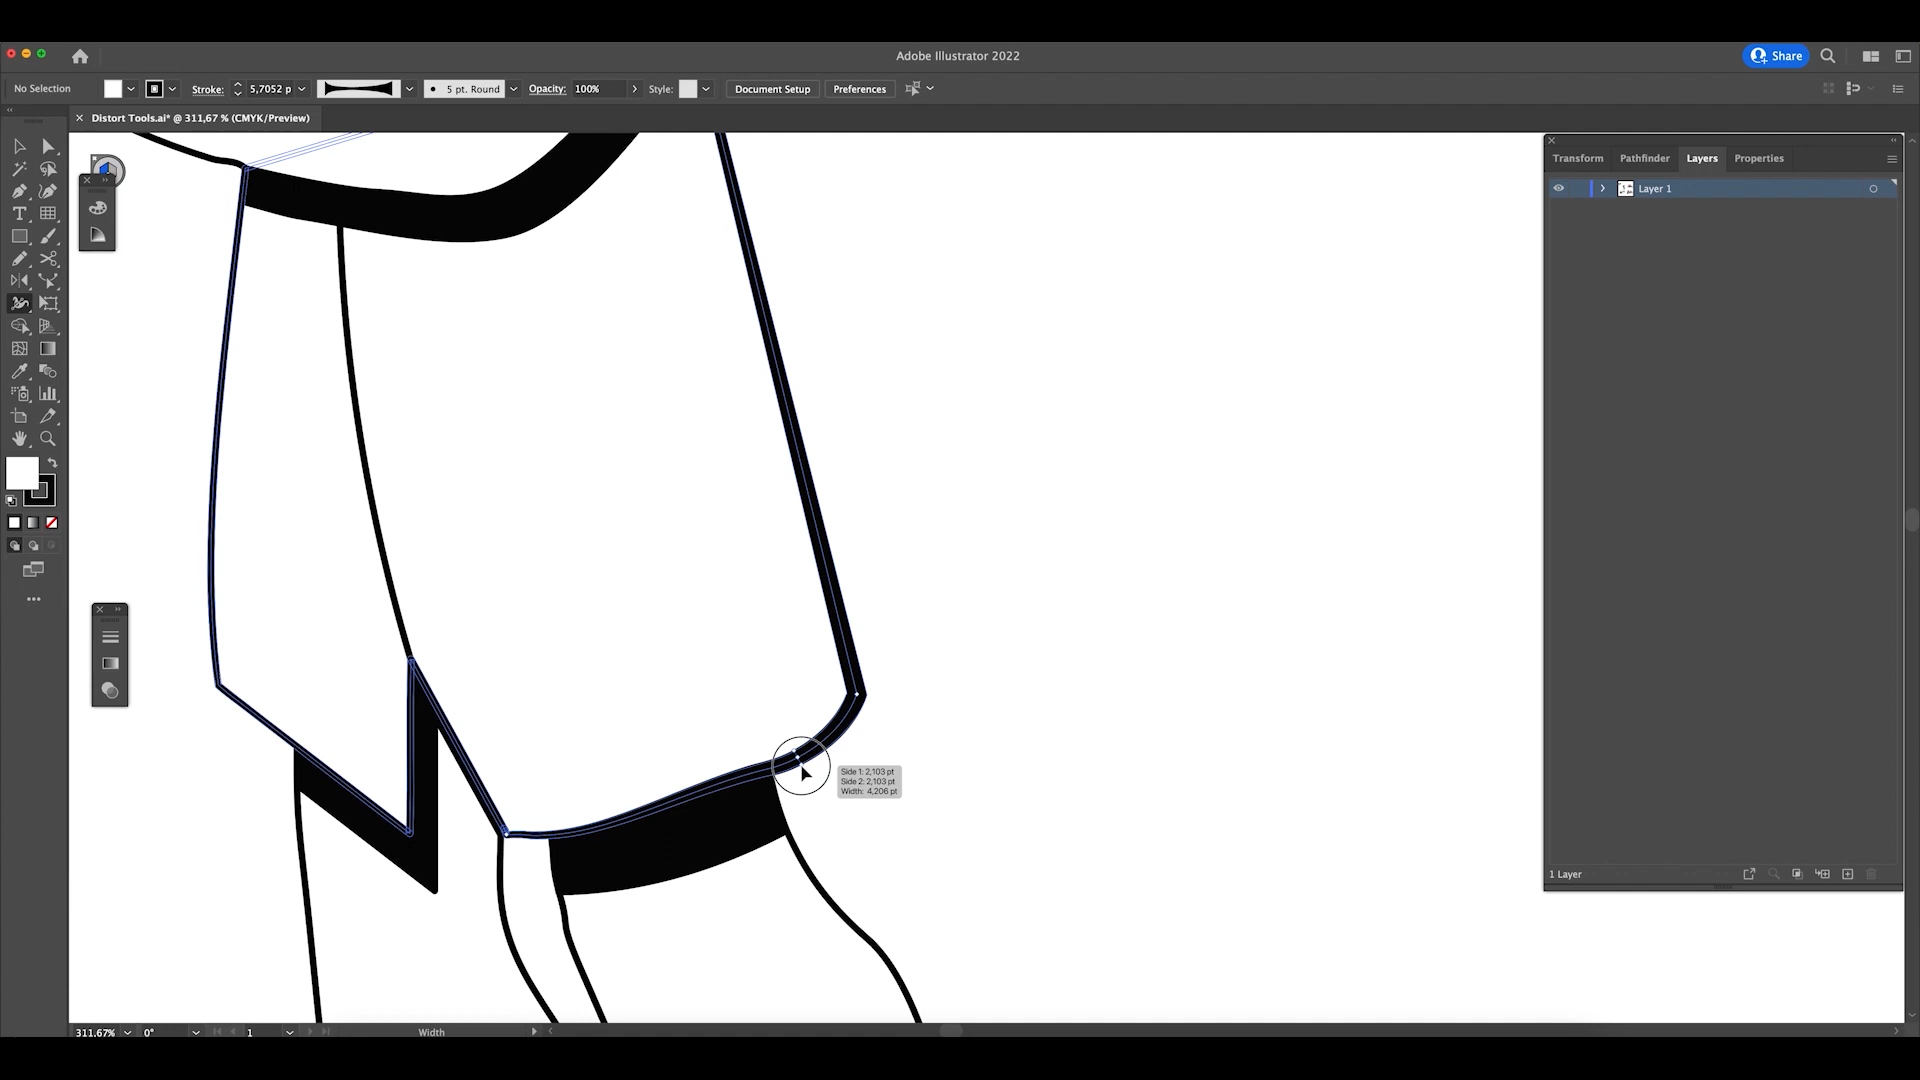 Adobe Illustrator 2022
Share
No Selection
Stroke:
5,7052 p
5 pt. Round
Opacity:
100%
Style:
Document Setup
Preferences
Distort Tools.ai* @ 311,67 % (CMYK/Preview)
Transform
Pathfinder
Layers
Properties
Layer 1
Side 1: 2,103 pt
Side 2: 2,103 pt
Width: 4,206 pt
1 Layer
311,67%
0°
1
Width